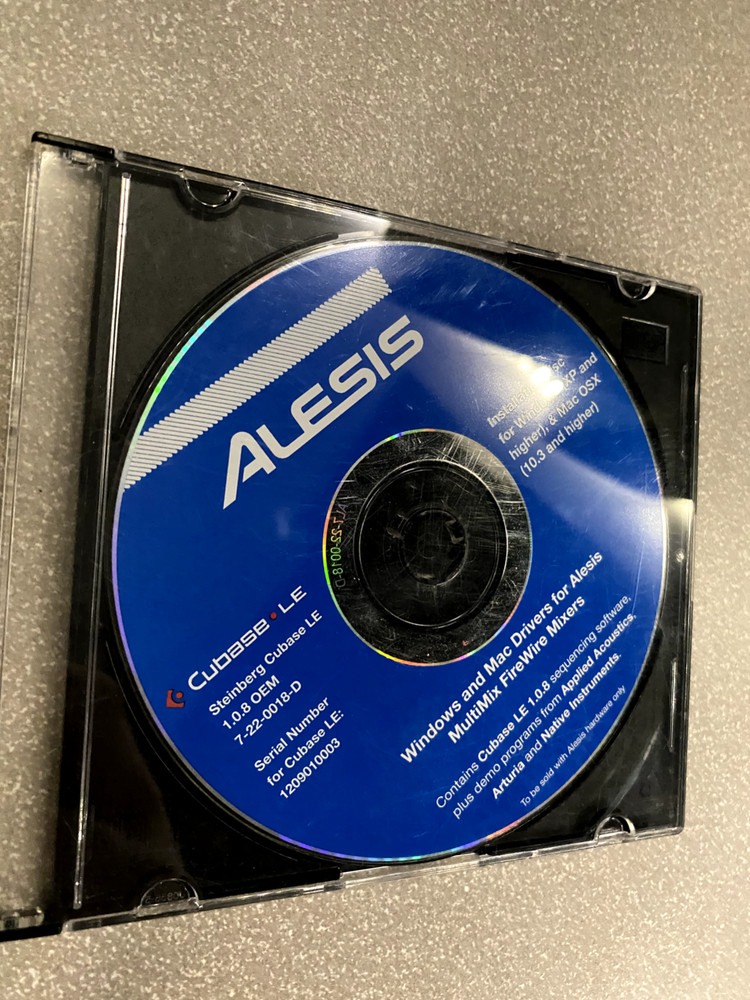 ALESIS
for
XP and
higher), & Mac OSX
(10.3 and higher)
Cubase LE
Steinberg Cubase LE
1.0.8 OEM
7-22-0018-D
Serial Number
for Cubase LE:
1209010003
7-22-0018-D
Windows and Mac Drivers for Alesis
MultiMix FireWire Mixers
Contains Cubase LE 1.0.8 sequencing software,
plus demo programs from Applied Acoustics,
Arturia and Native Instruments.
To be sold with Alesis hardware only